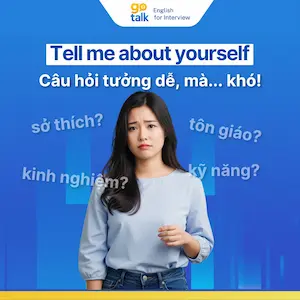 go talk
English
for Interview
Tell me about yourself
Câu hỏi tưởng dễ, mà... khó!
sở thích?
tôn giáo?
kinh nghiệm?
kỹ năng?